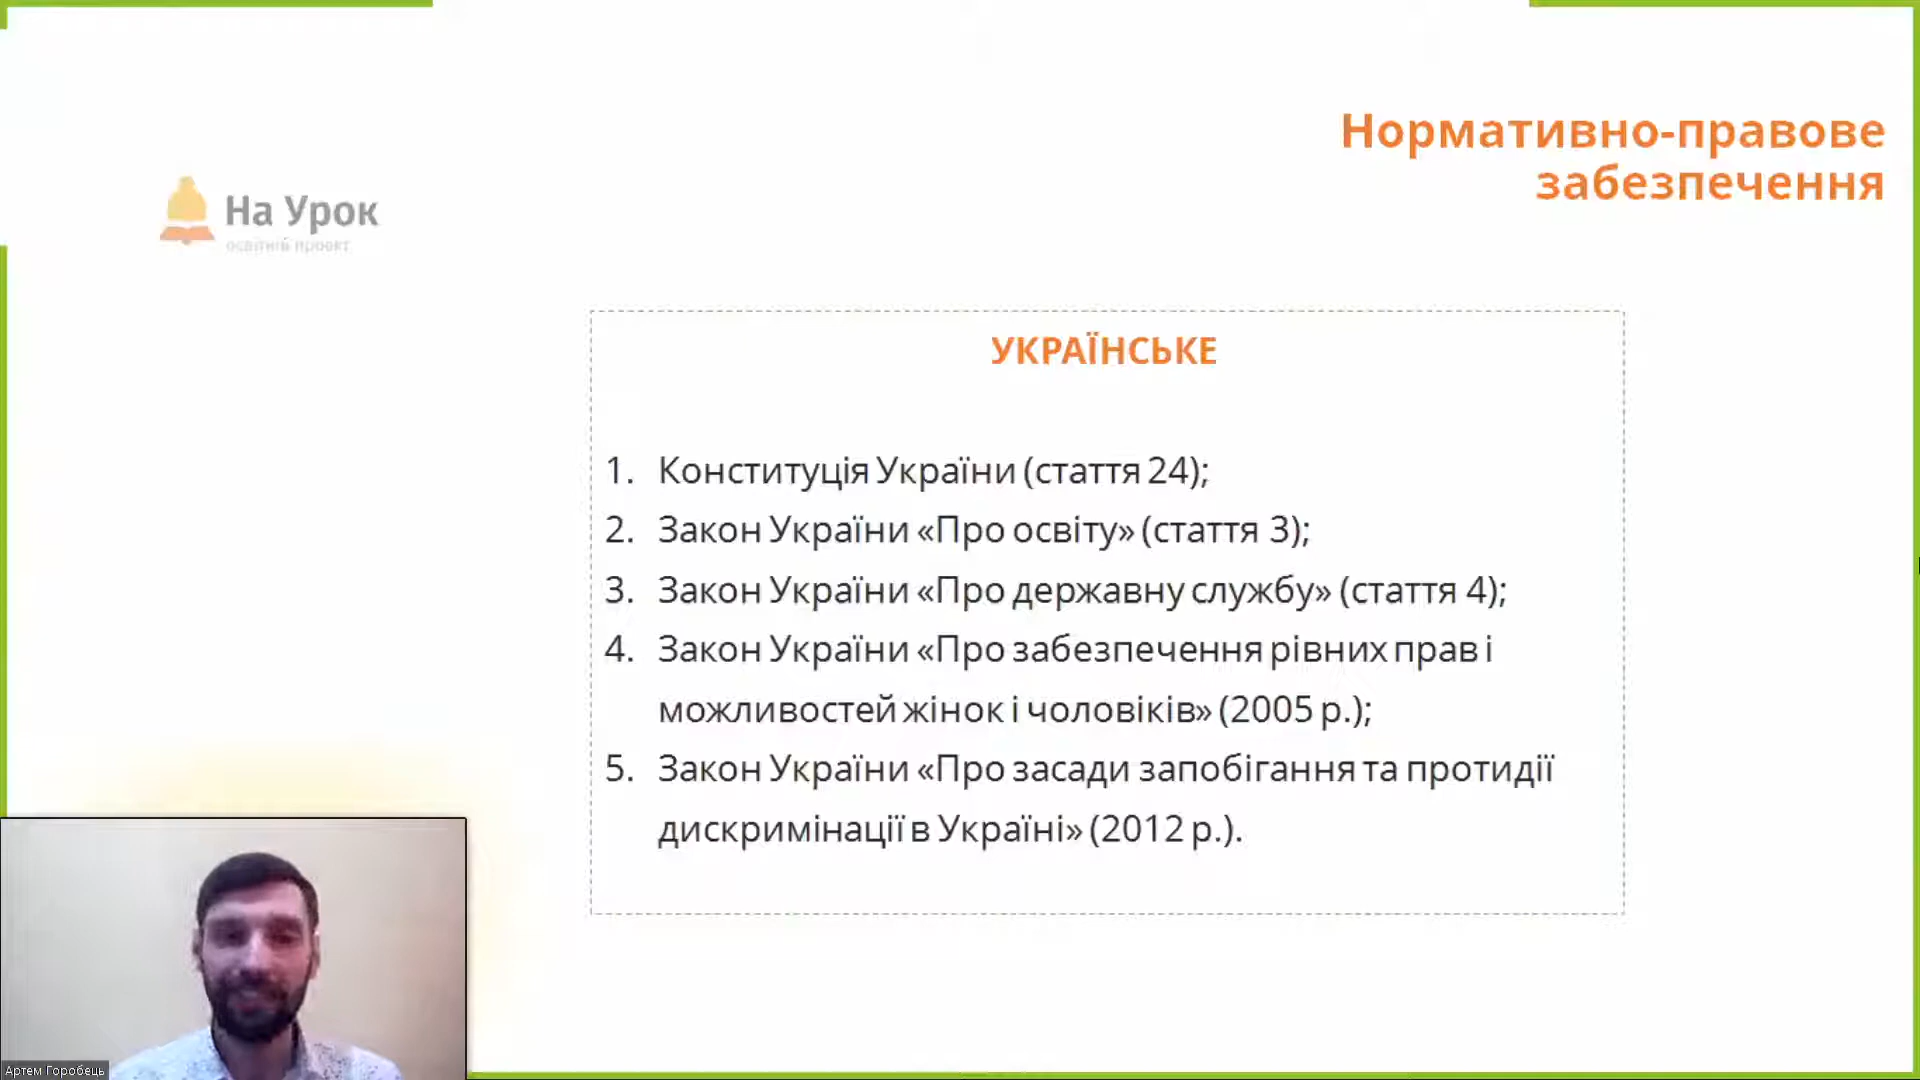 Нормативно-правове
забезпечення
На Урок
освітній проект
УКРАЇНСЬКЕ
1. Конституція України (стаття 24);
2. Закон України «Про освіту» (стаття 3);
3. Закон України «Про державну службу» (стаття 4);
4. Закон України «Про забезпечення рівних прав і
можливостей жінок і чоловіків» (2005 р.);
5. Закон України «Про засади запобігання та протидії
дискримінації в Україні» (2012 р.).
Артем Горобець